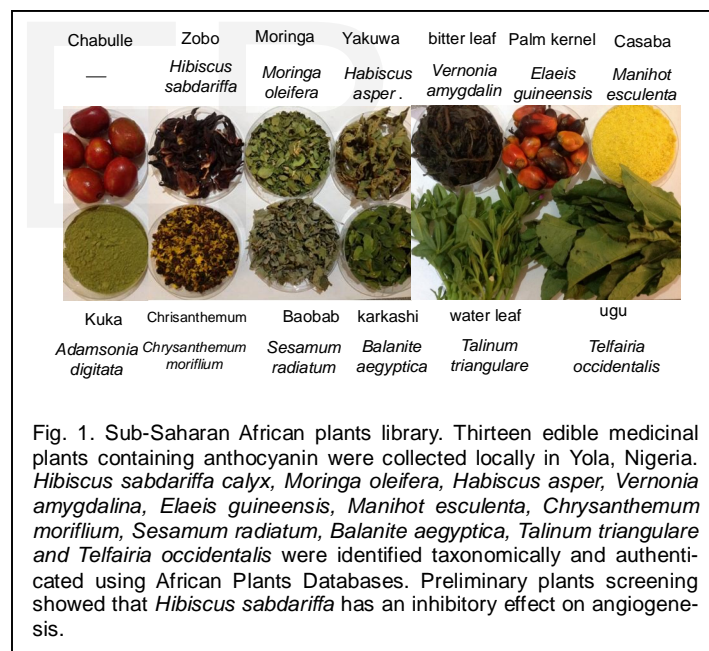 Chabulle Zobo Moringa Yakuwa bitter leaf Palm kernel Casaba
— Hibiscus sabdariffa Moringa oleifera Habiscus asper . Vernonia amygdalin Elaeis guineensis Manihot esculenta
Kuka Chrisanthemum Baobab karkashi water leaf ugu
Adamsonia digitata Chrysanthemum moriflium Sesamum radiatum Balanite aegyptica Talinum triangulare Telfairia occidentalis
Fig. 1. Sub-Saharan African plants library. Thirteen edible medicinal
plants containing anthocyanin were collected locally in Yola, Nigeria.
Hibiscus sabdariffa calyx, Moringa oleifera, Habiscus asper, Vernonia
amygdalina, Elaeis guineensis, Manihot esculenta, Chrysanthemum
moriflium, Sesamum radiatum, Balanite aegyptica, Talinum triangulare
and Telfairia occidentalis were identified taxonomically and authenti-
cated using African Plants Databases. Preliminary plants screening
showed that Hibiscus sabdariffa has an inhibitory effect on angiogene-
sis.